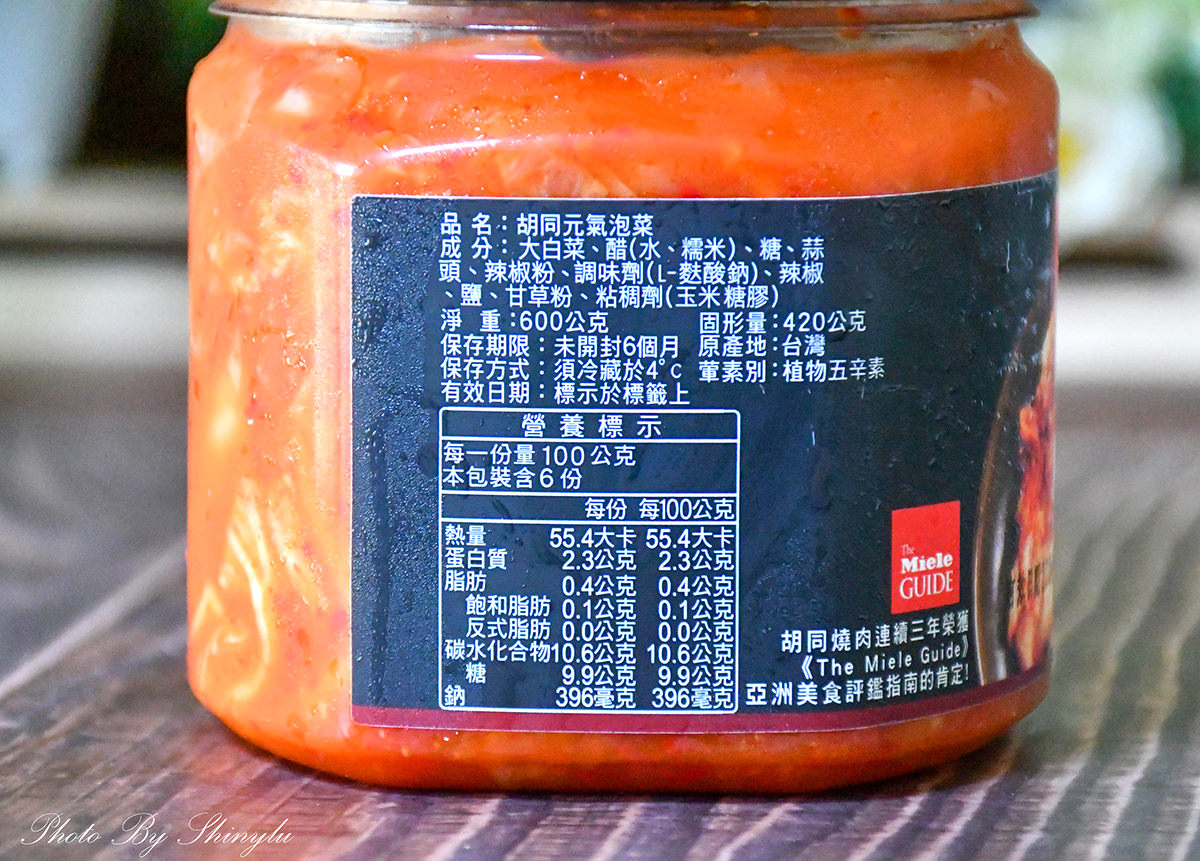 品 名：胡同元氣泡菜
成 分：大白菜、醋(水、糯米)、糖、蒜
頭、辣椒粉、調味劑(L-麩酸鈉)、辣椒
、鹽、甘草粉、粘稠劑(玉米糖膠)
淨 重：600公克 固形量：420公克
保存期限：未開封6個月 原產地：台灣
保存方式：須冷藏於4°c 葷素別：植物五辛素
有效日期：標示於標籤上
營養標示
每一份量100公克
本包裝含6份
每份 每100公克
熱量 55.4大卡 55.4大卡
蛋白質 2.3公克 2.3公克
脂肪 0.4公克 0.4公克
飽和脂肪 0.1公克 0.1公克
反式脂肪 0.0公克 0.0公克
碳水化合物10.6公克 10.6公克
糖 9.9公克 9.9公克
鈉 396毫克 396毫克
The
Miele
GUIDE
胡同燒肉連續三年榮獲
《The Miele Guide》
亞洲美食評鑑指南的肯定!
Photo By Shinylu